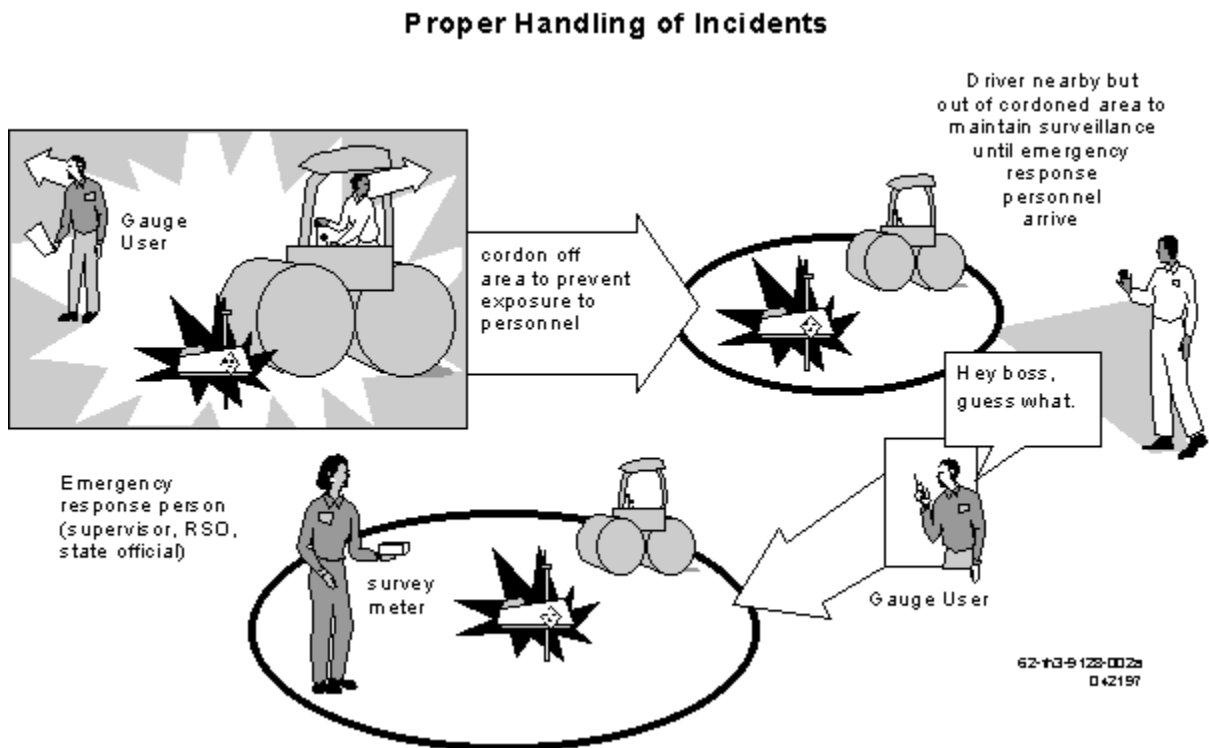 Proper Handling of Incidents
Driver nearby but
out of cordoned area to
maintain surveillance
until emergency
response
personnel
arrive
Gauge
User
cordon off
area to prevent
exposure to
personnel
Hey boss,
guess what.
Emergency
response person
(supervisor, RSO,
state official)
survey
meter
Gauge User
042197